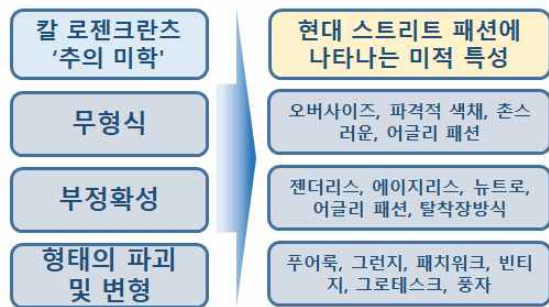 칼 로젠크란츠
'추의 미학'
현대 스트리트 패션에
나타나는 미적 특성
무형식
오버사이즈, 파격적 색채, 촌스
러운, 어글리 패션
부정확성
젠더리스, 에이지리스, 뉴트로,
어글리 패션, 탈착장방식
형태의 파괴
및 변형
푸어룩, 그런지, 패치워크, 빈티
지, 그로테스크, 풍자